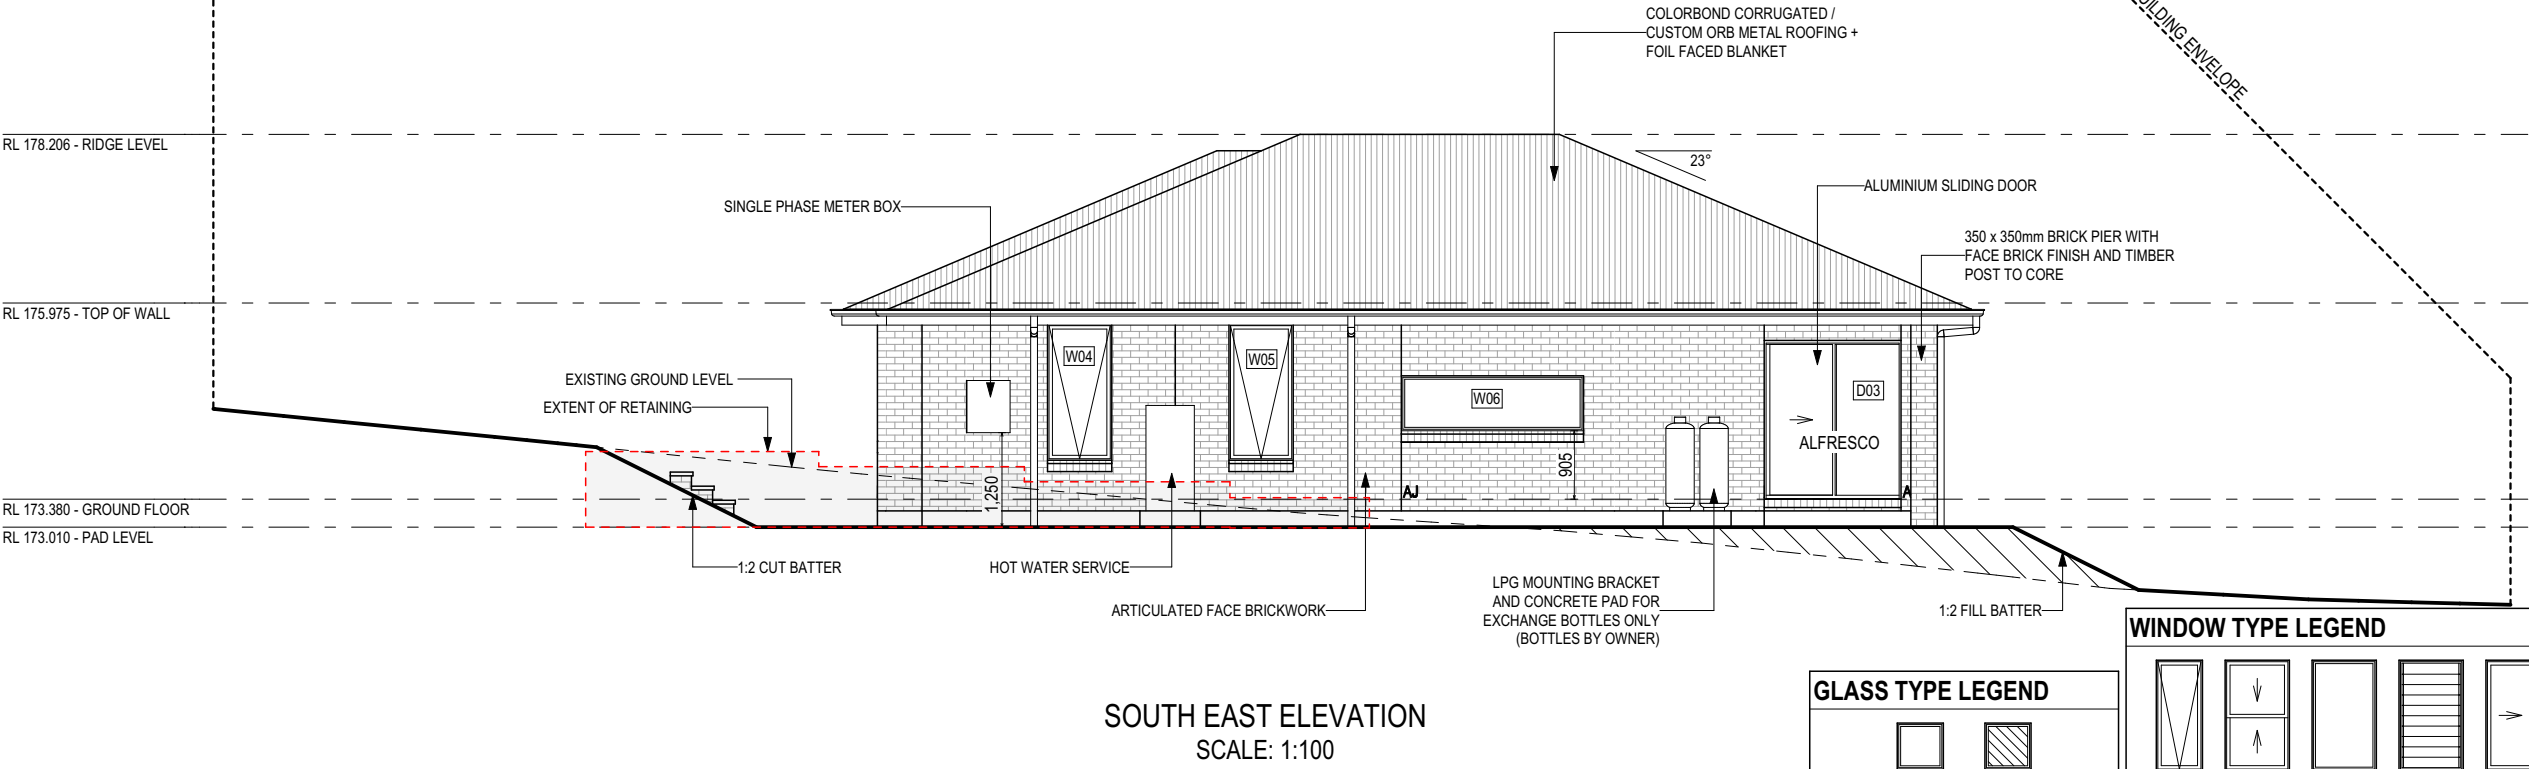 COLORBOND CORRUGATED /
CUSTOM ORB METAL ROOFING +
FOIL FACED BLANKET
BUILDING ENVELOPE
RL 178.206 - RIDGE LEVEL
23°
SINGLE PHASE METER BOX
ALUMINIUM SLIDING DOOR
350 x 350mm BRICK PIER WITH
FACE BRICK FINISH AND TIMBER
POST TO CORE
RL 175.975 - TOP OF WALL
W04
W05
W06
D03
EXISTING GROUND LEVEL
EXTENT OF RETAINING
ALFRESCO
905
1,250
AJ
A
RL 173.380 - GROUND FLOOR
RL 173.010 - PAD LEVEL
1:2 CUT BATTER
HOT WATER SERVICE
ARTICULATED FACE BRICKWORK
LPG MOUNTING BRACKET
AND CONCRETE PAD FOR
EXCHANGE BOTTLES ONLY
(BOTTLES BY OWNER)
1:2 FILL BATTER
WINDOW TYPE LEGEND
GLASS TYPE LEGEND
SOUTH EAST ELEVATION
SCALE: 1:100